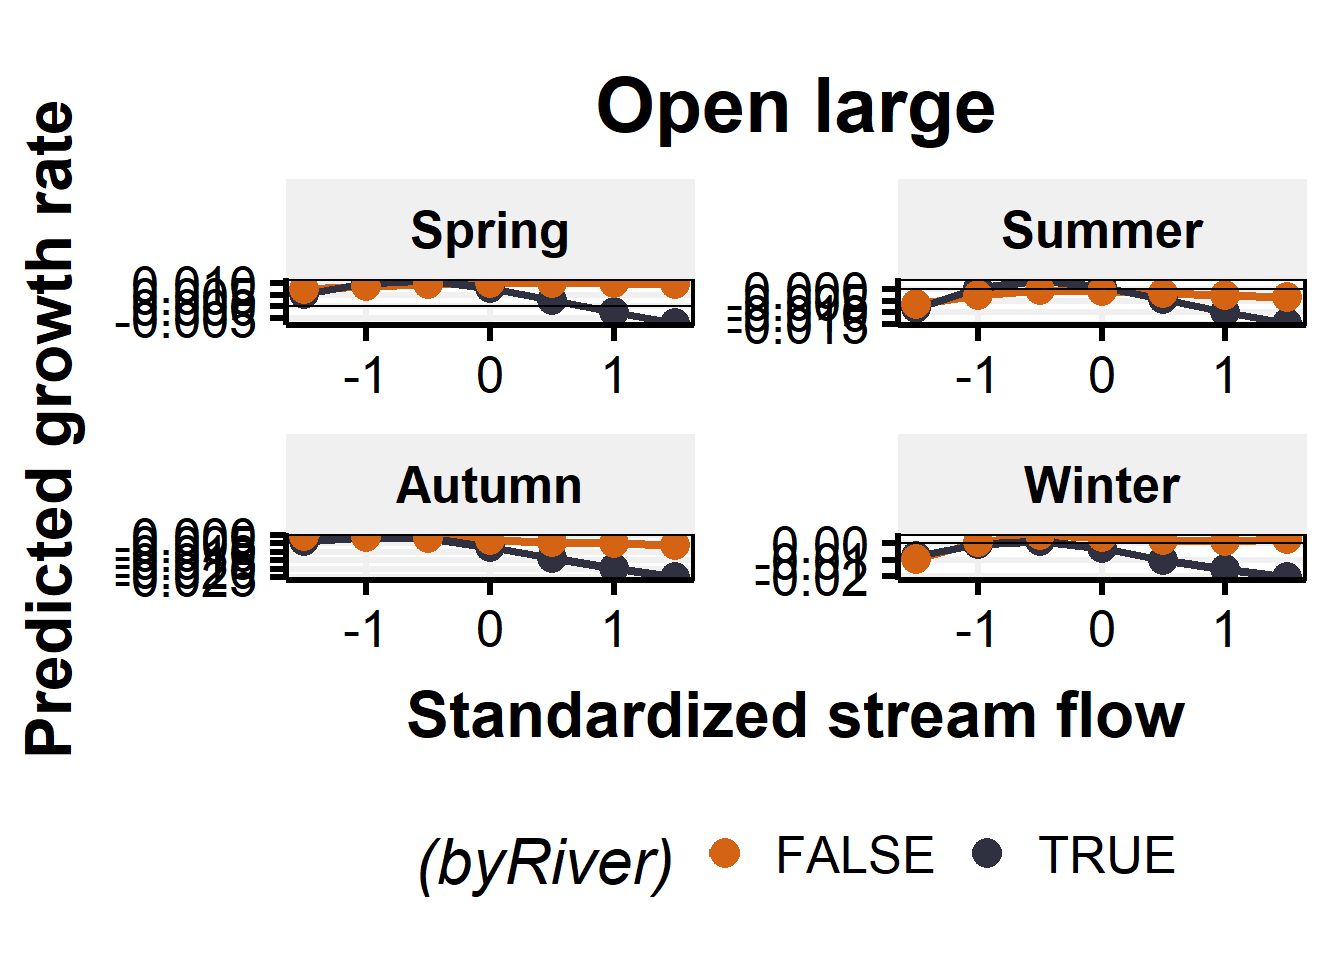 Open large
Predicted growth rate
Spring
Summer
0.010
-0.005
0.000
-0.015
-1 0 1
-1 0 1
Autumn
Winter
0.00
-0.01
-0.02
-0.025
-1 0 1
-1 0 1
Standardized stream flow
(byRiver) FALSE TRUE